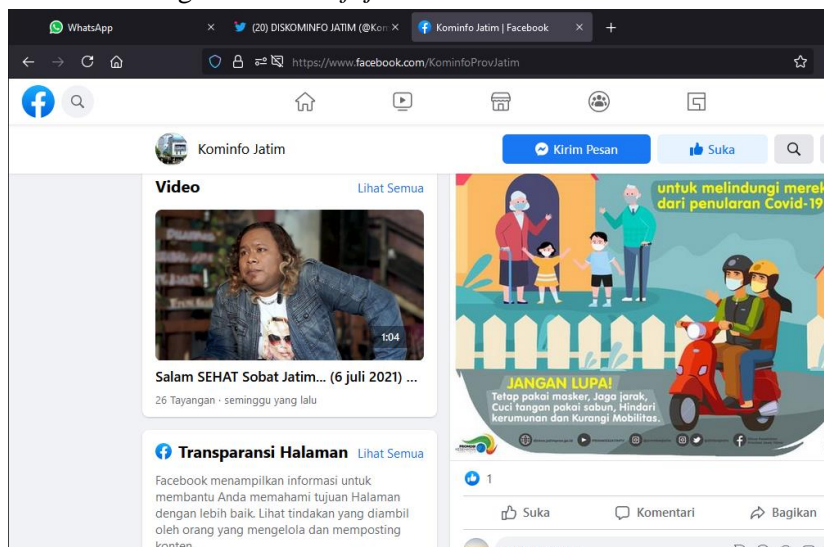 WhatsApp
(20) DISKOMINFO JATIM (@Kom
Kominfo Jatim | Facebook
https://www.facebook.com/KominfoProvJatim
Kominfo Jatim
Kirim Pesan
Suka
Video
Lihat Semua
1:04
Salam SEHAT Sobat Jatim... (6 juli 2021) ...
26 Tayangan · seminggu yang lalu
Transparansi Halaman
Lihat Semua
Facebook menampilkan informasi untuk
membantu Anda memahami tujuan Halaman
dengan lebih baik. Lihat tindakan yang diambil
oleh orang yang mengelola dan memposting
konten
untuk melindungi merek
dari penularan Covid-19
JANGAN LUPA!
Tetap pakai masker, Jaga jarak,
Cuci tangan pakai sabun, Hindari
kerumunan dan Kurangi Mobilitas.
1
Suka
Komentari
Bagikan